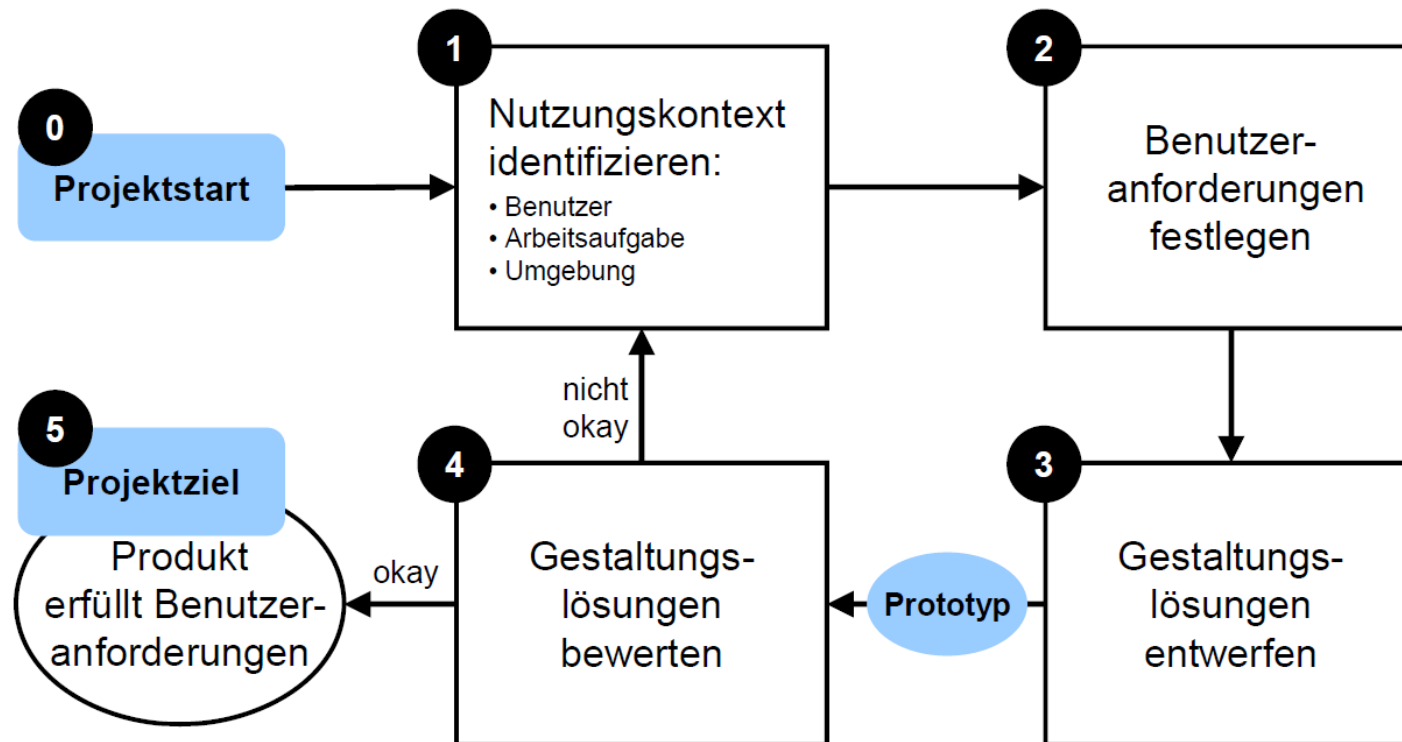 0
Projektstart
1
Nutzungskontext
identifizieren:
• Benutzer
• Arbeitsaufgabe
• Umgebung
2
Benutzer-
anforderungen
festlegen
nicht
okay
3
Gestaltungs-
lösungen
entwerfen
Prototyp
4
Gestaltungs-
lösungen
bewerten
okay
5
Projektziel
Produkt
erfüllt Benutzer-
anforderungen